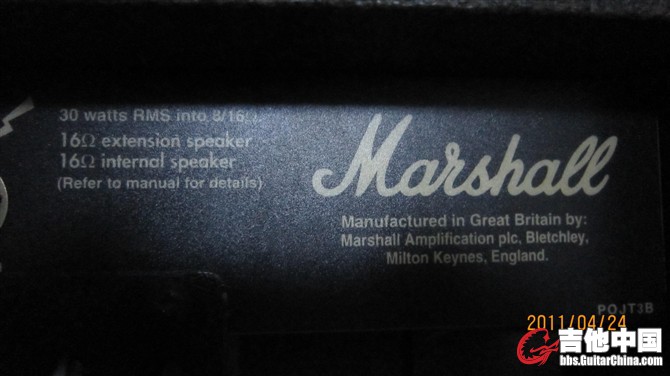 30 watts RMS into 8/16Ω
16Ω extension speaker
16Ω internal speaker
(Refer to manual for details)
Marshall
Manufactured in Great Britain by:
Marshall Amplification plc, Bletchley,
Milton Keynes, England.
POJT3B
2011/04/24
吉他中国
bbs.GuitarChina.com